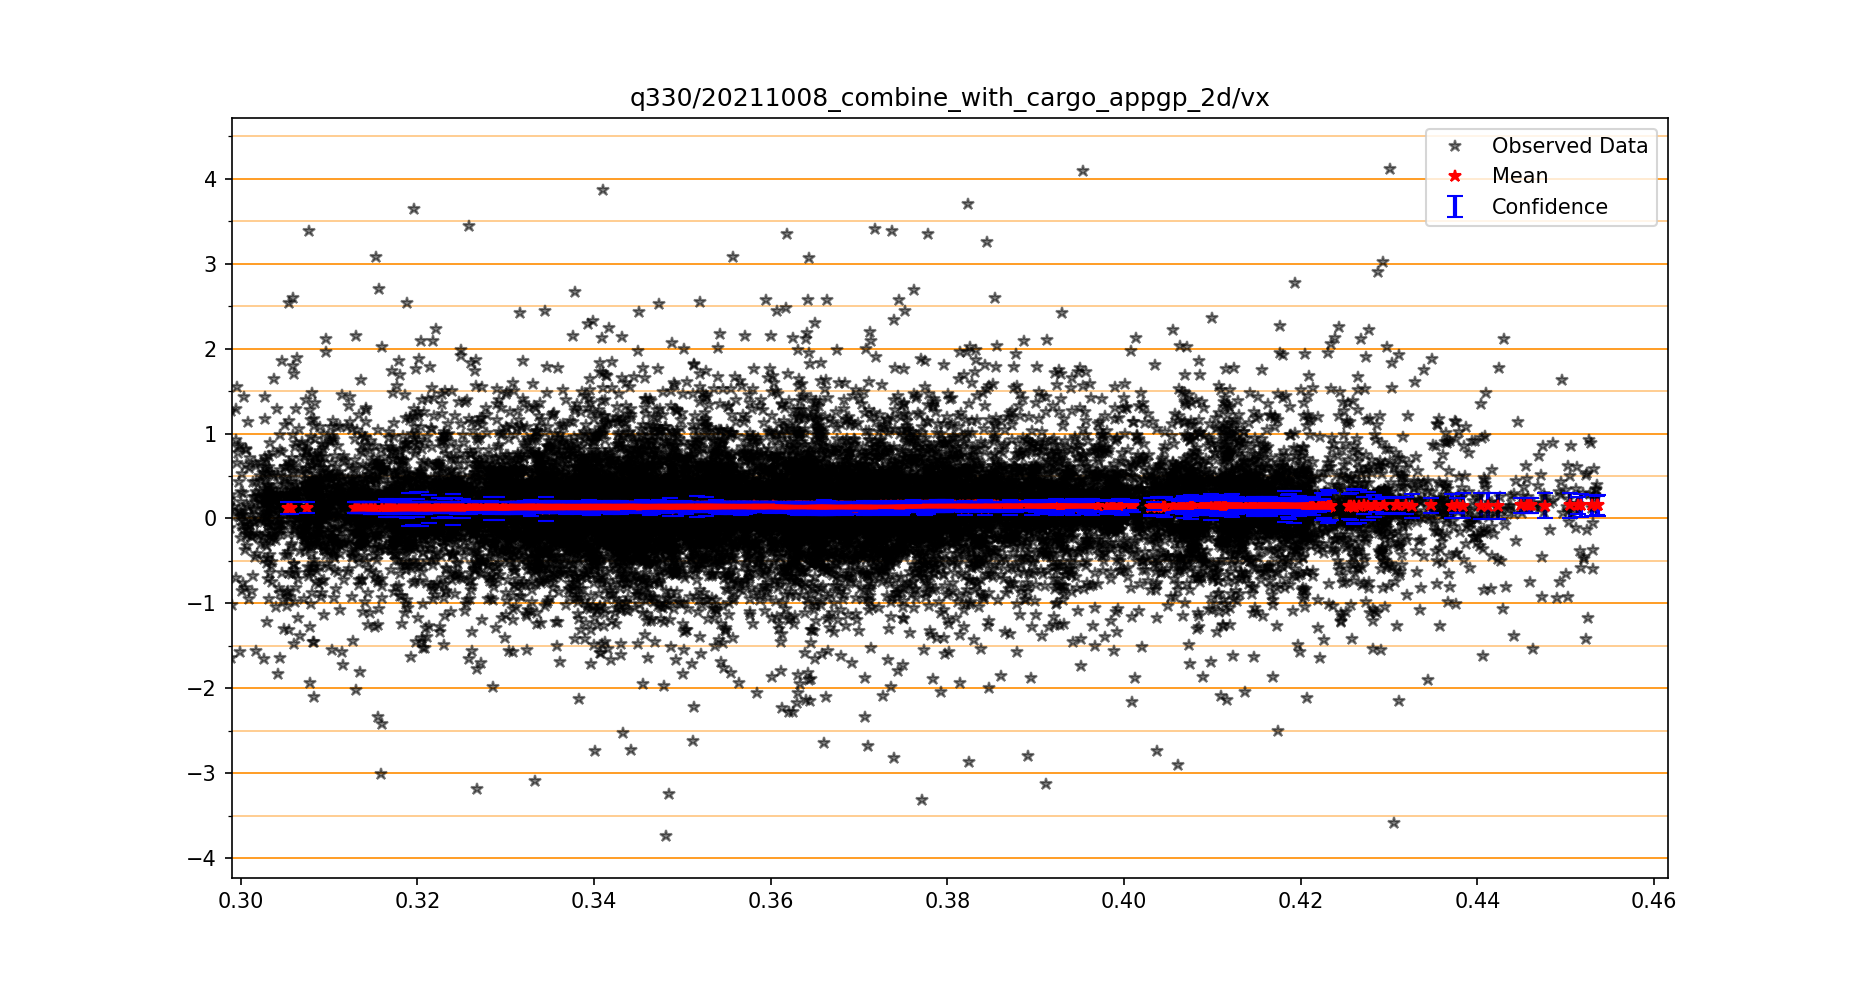 q330/20211008_combine_with_cargo_appgp_2d/vx
Observed Data
Mean
Confidence
4
3
2
1
0
−1
−2
−3
−4
0.30 0.32 0.34 0.36 0.38 0.40 0.42 0.44 0.46